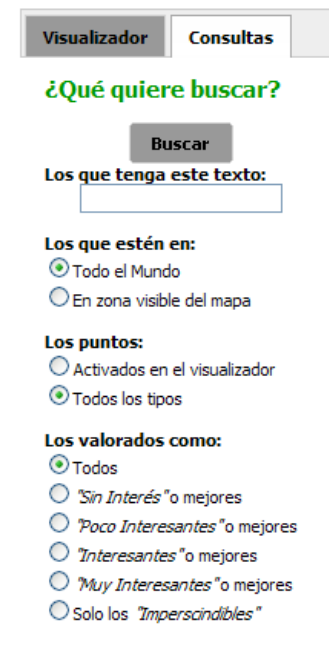 Visualizador Consultas
¿Qué quiere buscar?
Buscar
Los que tenga este texto:
Los que estén en:
Todo el Mundo
En zona visible del mapa
Los puntos:
Activados en el visualizador
Todos los tipos
Los valorados como:
Todos
"Sin Interés" o mejores
"Poco Interesantes" o mejores
"Interesantes" o mejores
"Muy Interesantes" o mejores
Solo los "Imperscindibles"